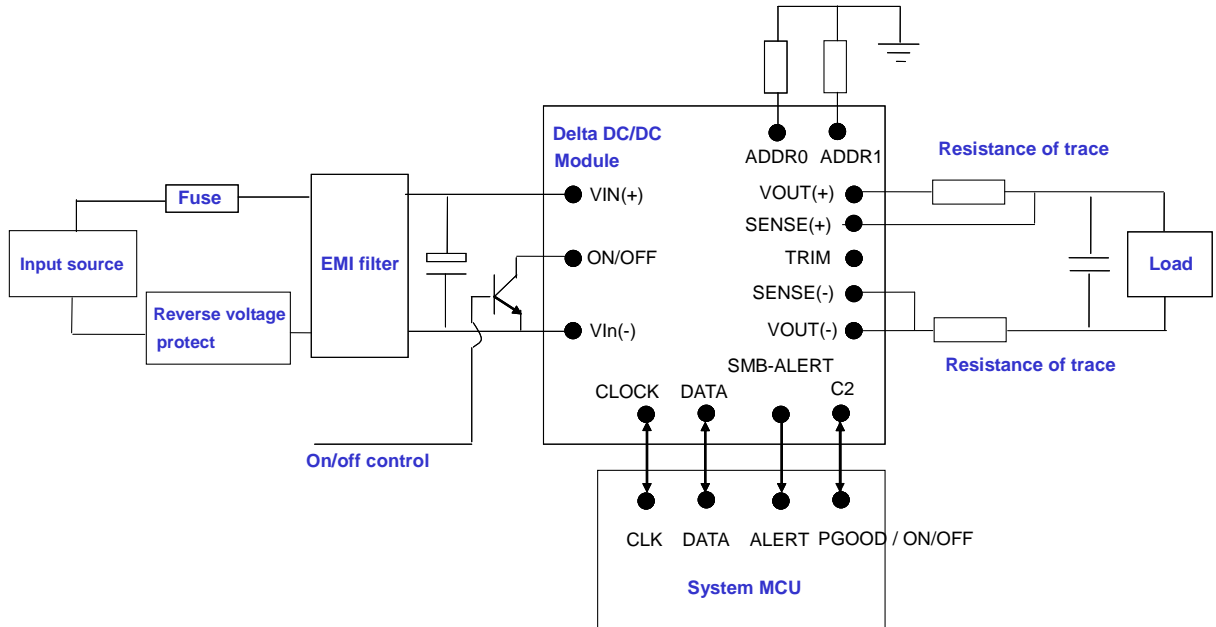 Delta DC/DC
Module
ADDR0 ADDR1
Resistance of trace
Fuse
VIN(+)
VOUT(+)
SENSE(+)
Input source
EMI filter
ON/OFF
TRIM
Load
SENSE(-)
Reverse voltage
protect
VIn(-)
VOUT(-)
SMB-ALERT
Resistance of trace
CLOCK DATA C2
On/off control
CLK DATA ALERT PGOOD / ON/OFF
System MCU